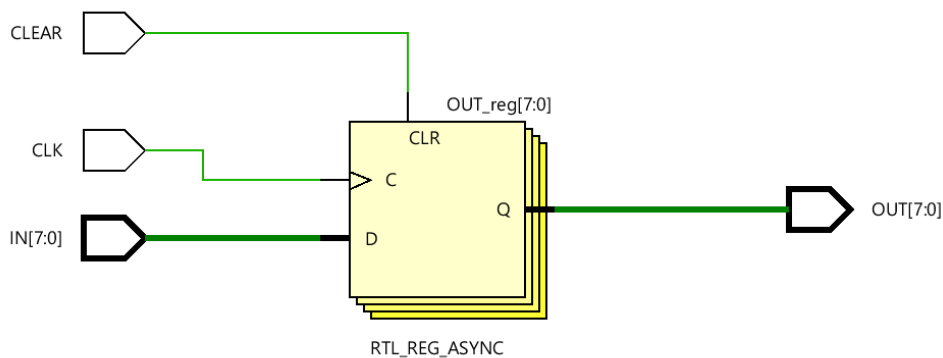 CLEAR
OUT_reg[7:0]
CLR
CLK
C
Q
OUT[7:0]
IN[7:0]
D
RTL_REG_ASYNC